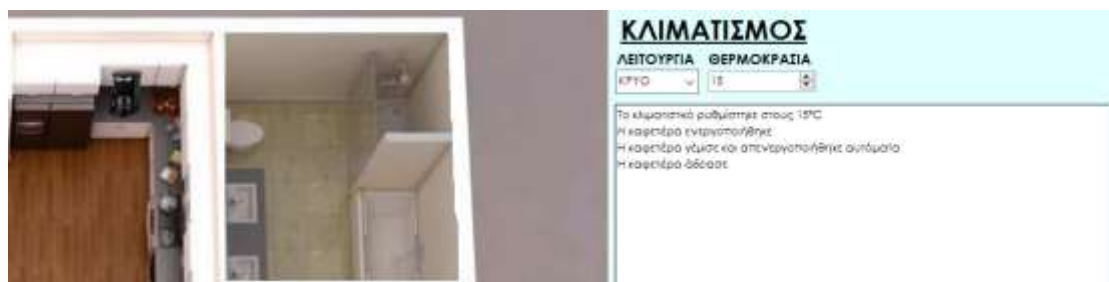 ΚΛΙΜΑΤΙΣΜΟΣ
ΛΕΙΤΟΥΡΓΙΑ ΘΕΡΜΟΚΡΑΣΙΑ
ΚΡΥΟ 15
Το κλιματιστικό ρυθμίστηκε στους 15°C
Η καφετέρα ενεργοποιήθηκε
Η καφετέρα γέμισε και απενεργοποιήθηκε αυτόματα
Η καφετέρα άδειασε